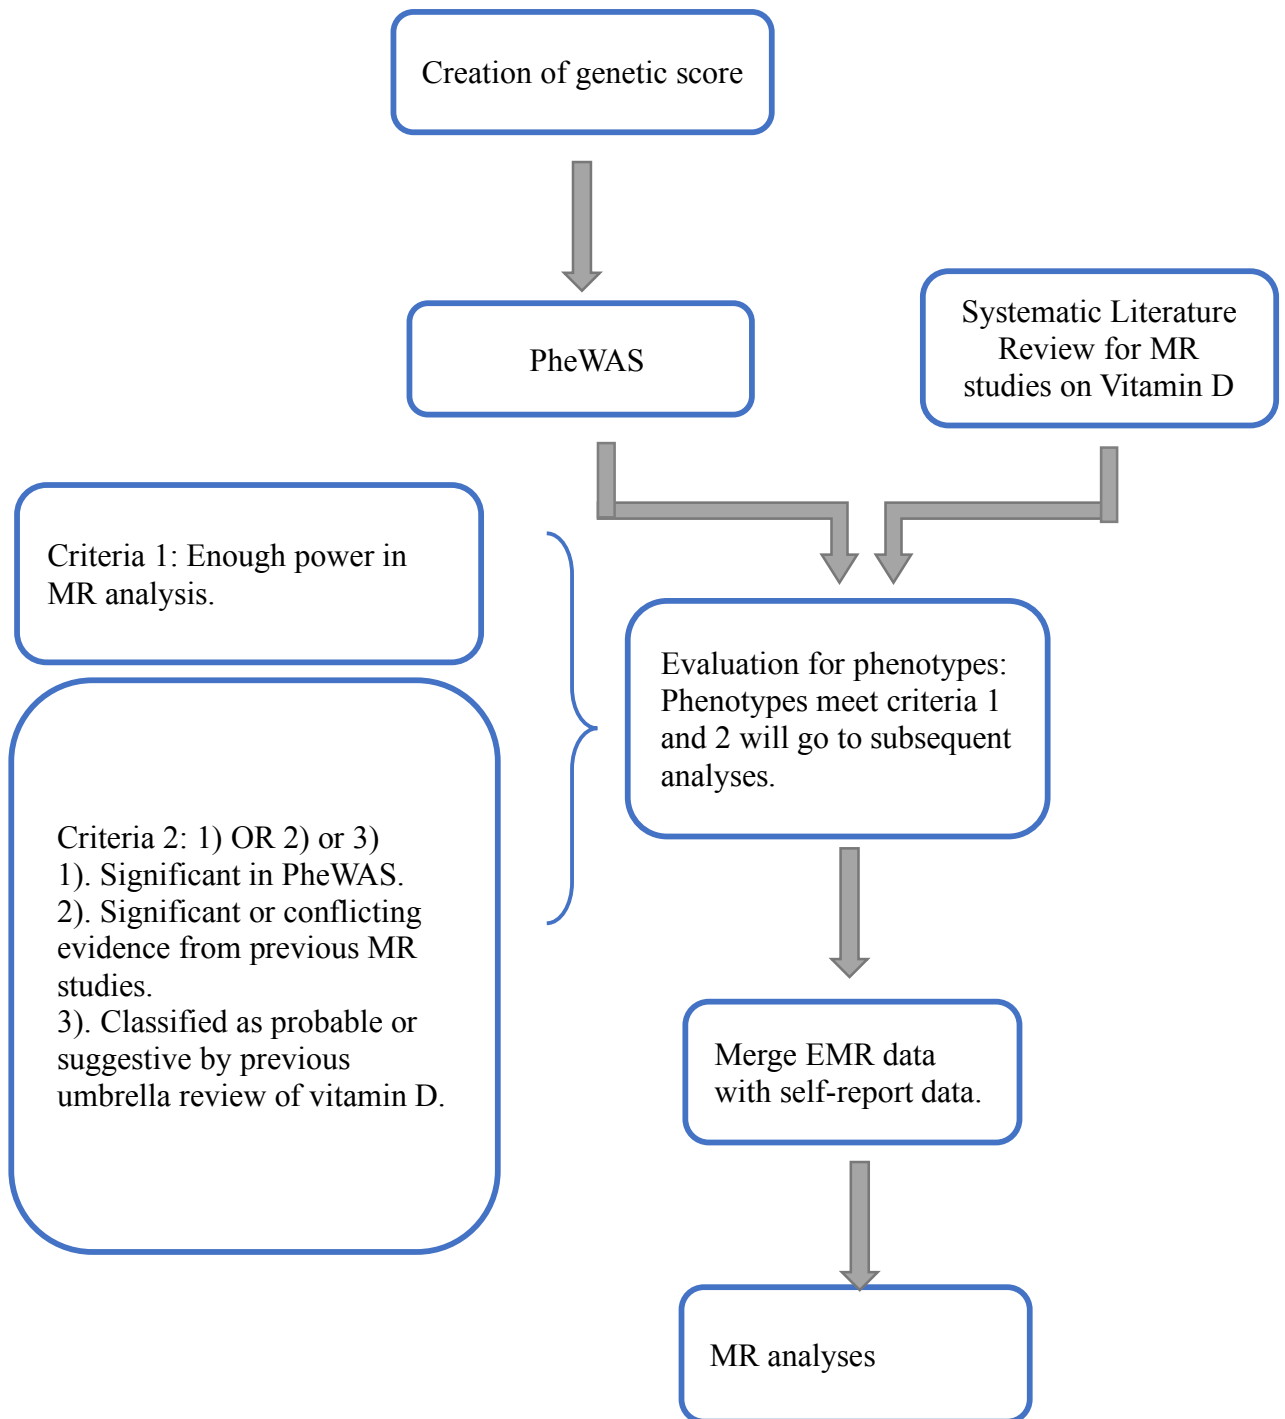 Creation of genetic score
PheWAS
Systematic Literature
Review for MR
studies on Vitamin D
Criteria 1: Enough power in
MR analysis.
Evaluation for phenotypes:
Phenotypes meet criteria 1
and 2 will go to subsequent
analyses.
Criteria 2: 1) OR 2) or 3)
1). Significant in PheWAS.
2). Significant or conflicting
evidence from previous MR
studies.
3). Classified as probable or
suggestive by previous
umbrella review of vitamin D.
Merge EMR data
with self-report data.
MR analyses